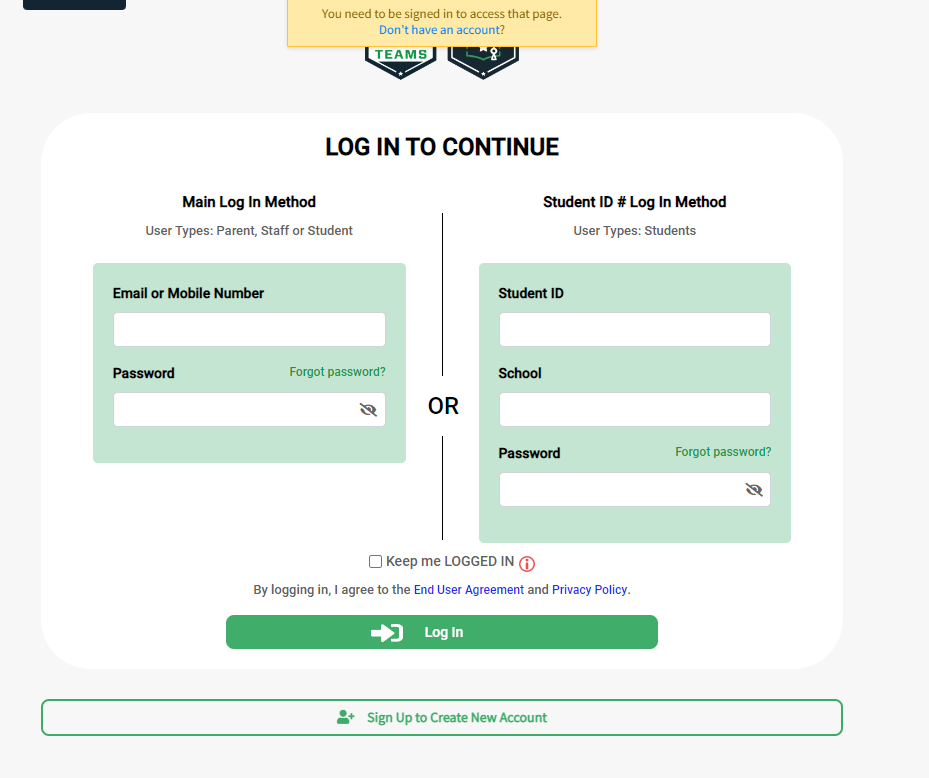 You need to be signed in to access that page.
Don't have an account?
TEAMS
LOG IN TO CONTINUE
Main Log In Method
User Types: Parent, Staff or Student
Email or Mobile Number
Password
Forgot password?
OR
Student ID # Log In Method
User Types: Students
Student ID
School
Password
Forgot password?
Keep me LOGGED IN
By logging in, I agree to the End User Agreement and Privacy Policy.
Log In
Sign Up to Create New Account